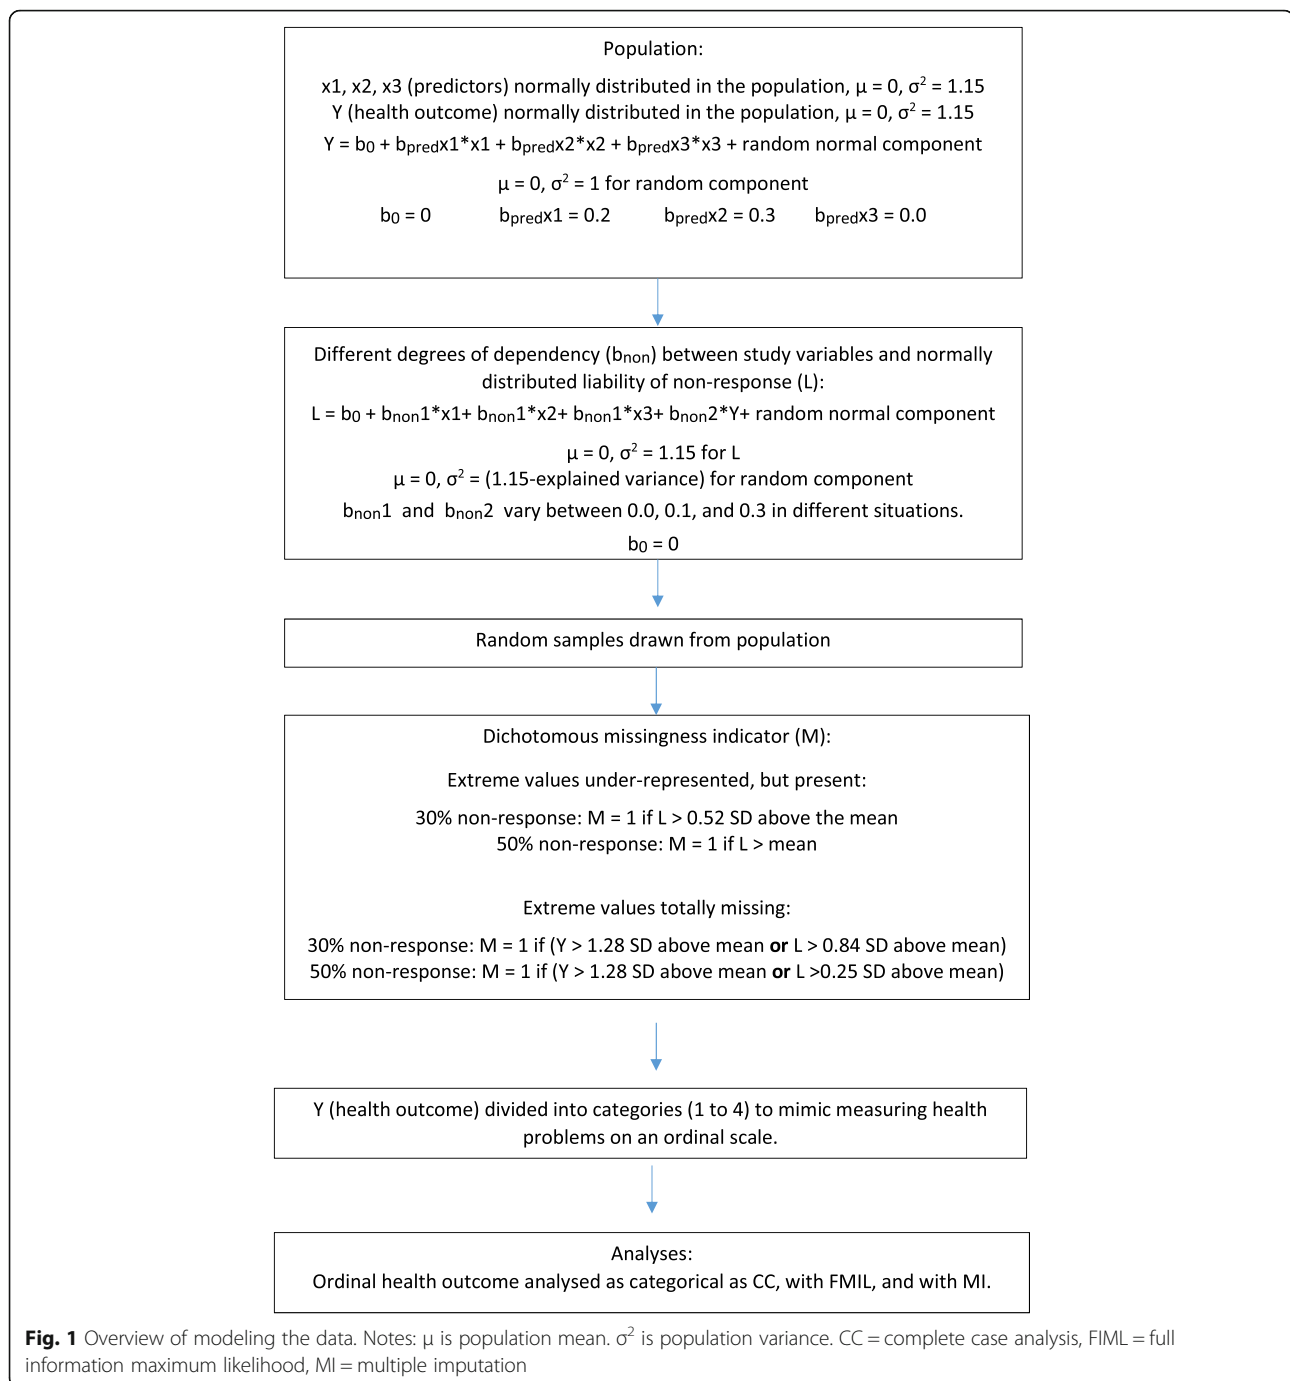 Population:
x1, x2, x3 (predictors) normally distributed in the population, μ = 0, σ² = 1.15
Y (health outcome) normally distributed in the population, μ = 0, σ² = 1.15
Y = b₀ + bpredx1*x1 + bpredx2*x2 + bpredx3*x3 + random normal component
μ = 0, σ² = 1 for random component
b₀ = 0 bpredx1 = 0.2 bpredx2 = 0.3 bpredx3 = 0.0
Different degrees of dependency (bnon) between study variables and normally
distributed liability of non-response (L):
L = b₀ + bnon1*x1+ bnon1*x2+ bnon1*x3+ bnon2*Y+ random normal component
μ = 0, σ² = 1.15 for L
μ = 0, σ² = (1.15-explained variance) for random component
bnon1 and bnon2 vary between 0.0, 0.1, and 0.3 in different situations.
b₀ = 0
Random samples drawn from population
Dichotomous missingness indicator (M):
Extreme values under-represented, but present:
30% non-response: M = 1 if L > 0.52 SD above the mean
50% non-response: M = 1 if L > mean
Extreme values totally missing:
30% non-response: M = 1 if (Y > 1.28 SD above mean or L > 0.84 SD above mean)
50% non-response: M = 1 if (Y > 1.28 SD above mean or L >0.25 SD above mean)
Y (health outcome) divided into categories (1 to 4) to mimic measuring health
problems on an ordinal scale.
Analyses:
Ordinal health outcome analysed as categorical as CC, with FMIL, and with MI.
Fig. 1 Overview of modeling the data. Notes: μ is population mean. σ² is population variance. CC = complete case analysis, FIML = full
information maximum likelihood, MI = multiple imputation